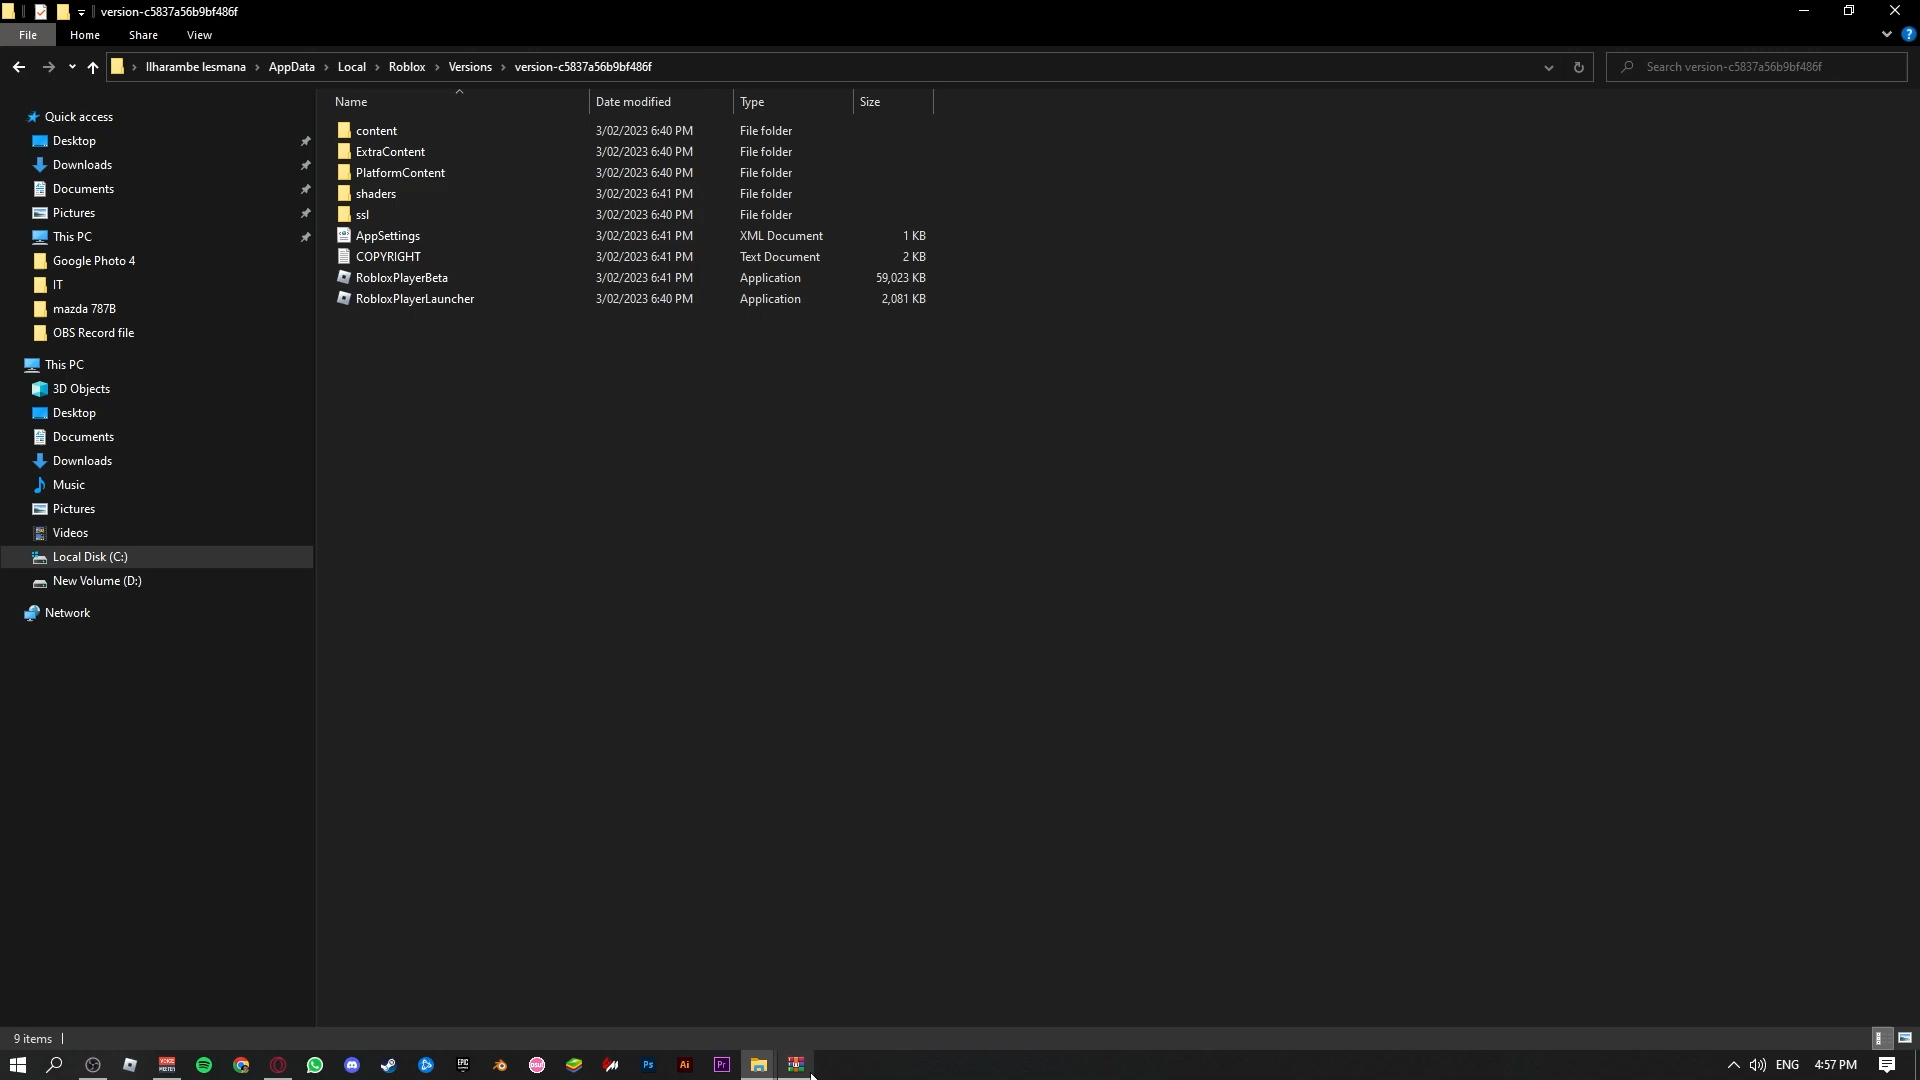 version-c5837a56b9bf486f
File Home Share View
Ilharambe lesmana AppData Local Roblox Versions version-c5837a56b9bf486f
Search version-c5837a56b9bf486f
Quick access
Desktop
Downloads
Documents
Pictures
This PC
Google Photo 4
IT
mazda 787B
OBS Record file
This PC
3D Objects
Desktop
Documents
Downloads
Music
Pictures
Videos
Local Disk (C:)
New Volume (D:)
Network
Name Date modified Type Size
content 3/02/2023 6:40 PM File folder
ExtraContent 3/02/2023 6:40 PM File folder
PlatformContent 3/02/2023 6:40 PM File folder
shaders 3/02/2023 6:41 PM File folder
ssl 3/02/2023 6:40 PM File folder
AppSettings 3/02/2023 6:41 PM XML Document 1 KB
COPYRIGHT 3/02/2023 6:41 PM Text Document 2 KB
RobloxPlayerBeta 3/02/2023 6:41 PM Application 59,023 KB
RobloxPlayerLauncher 3/02/2023 6:40 PM Application 2,081 KB
9 items
VOICE MEETER EPIC osu! Ps Ai Pr ENG 4:57 PM